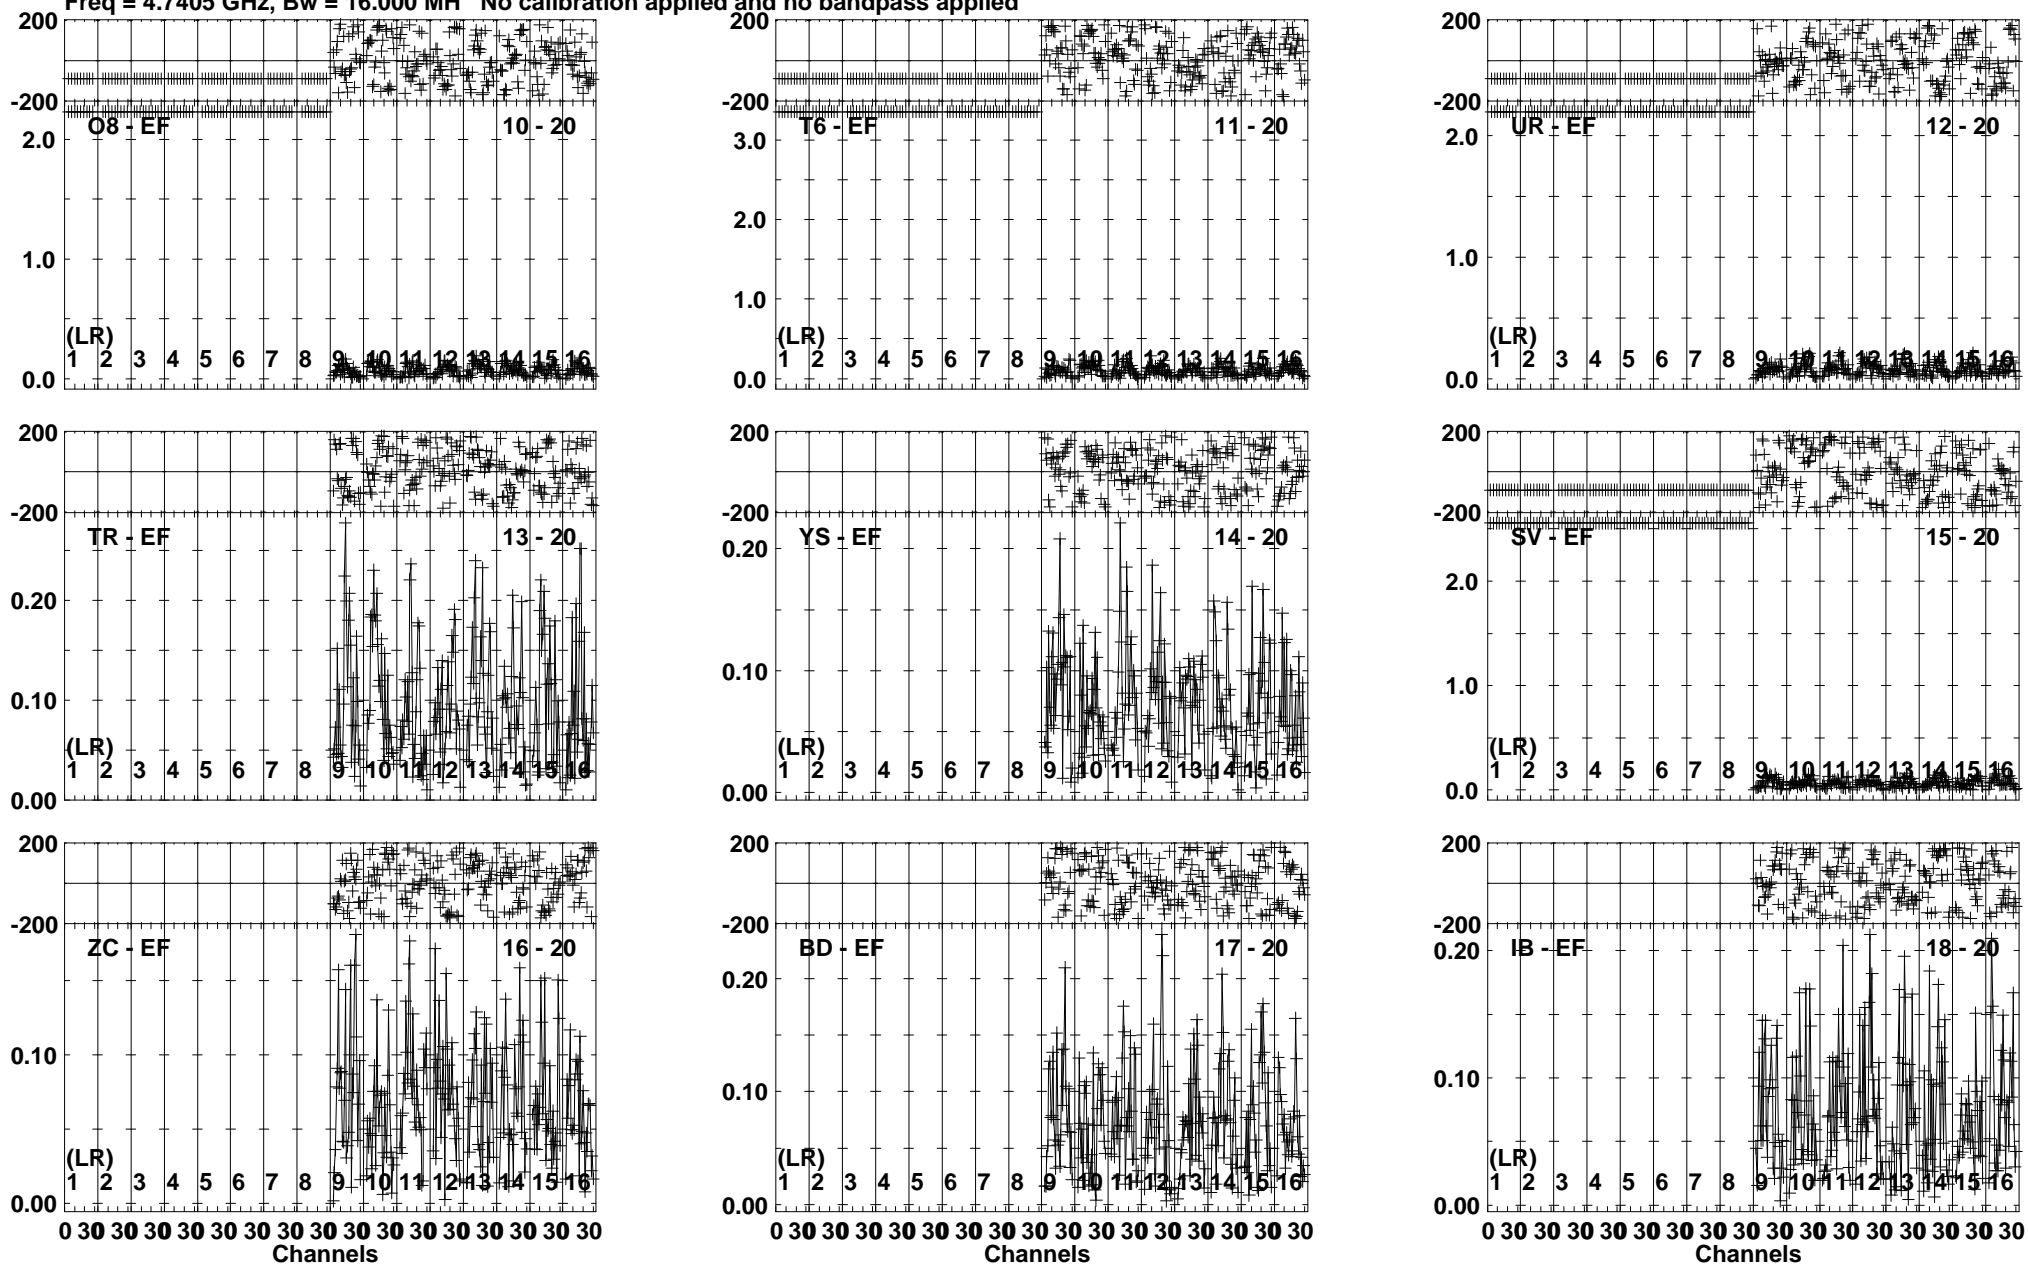 Freq = 4.7405 GHz, Bw = 16.000 MH No calibration applied and no bandpass applied
200 200 200
-200 -200 -200
O8 - EF 10 - 20 T6 - EF 11 - 20 UR - EF 12 - 20
2.0 3.0 2.0
2.0
1.0 1.0 1.0
(LR) (LR) (LR)
1 2 3 4 5 6 7 8 9 10 11 12 13 14 15 16 1 2 3 4 5 6 7 8 9 10 11 12 13 14 15 16 1 2 3 4 5 6 7 8 9 10 11 12 13 14 15 16
0.0 0.0 0.0
200 200 200
-200 -200 -200
TR - EF 13 - 20 YS - EF 14 - 20 SV - EF 15 - 20
0.20 0.20 2.0
0.10 0.10 1.0
(LR) (LR) (LR)
1 2 3 4 5 6 7 8 9 10 11 12 13 14 15 16 1 2 3 4 5 6 7 8 9 10 11 12 13 14 15 16 1 2 3 4 5 6 7 8 9 10 11 12 13 14 15 16
0.00 0.00 0.0
200 200 200
-200 -200 -200
ZC - EF 16 - 20 BD - EF 17 - 20 IB - EF 18 - 20
0.20 0.20
0.10 0.10 0.10
(LR) (LR) (LR)
1 2 3 4 5 6 7 8 9 10 11 12 13 14 15 16 1 2 3 4 5 6 7 8 9 10 11 12 13 14 15 16 1 2 3 4 5 6 7 8 9 10 11 12 13 14 15 16
0.00 0.00 0.00
0 30 30 30 30 30 30 30 30 30 30 30 30 30 30 30 30 0 30 30 30 30 30 30 30 30 30 30 30 30 30 30 30 30 0 30 30 30 30 30 30 30 30 30 30 30 30 30 30 30 30
Channels Channels Channels